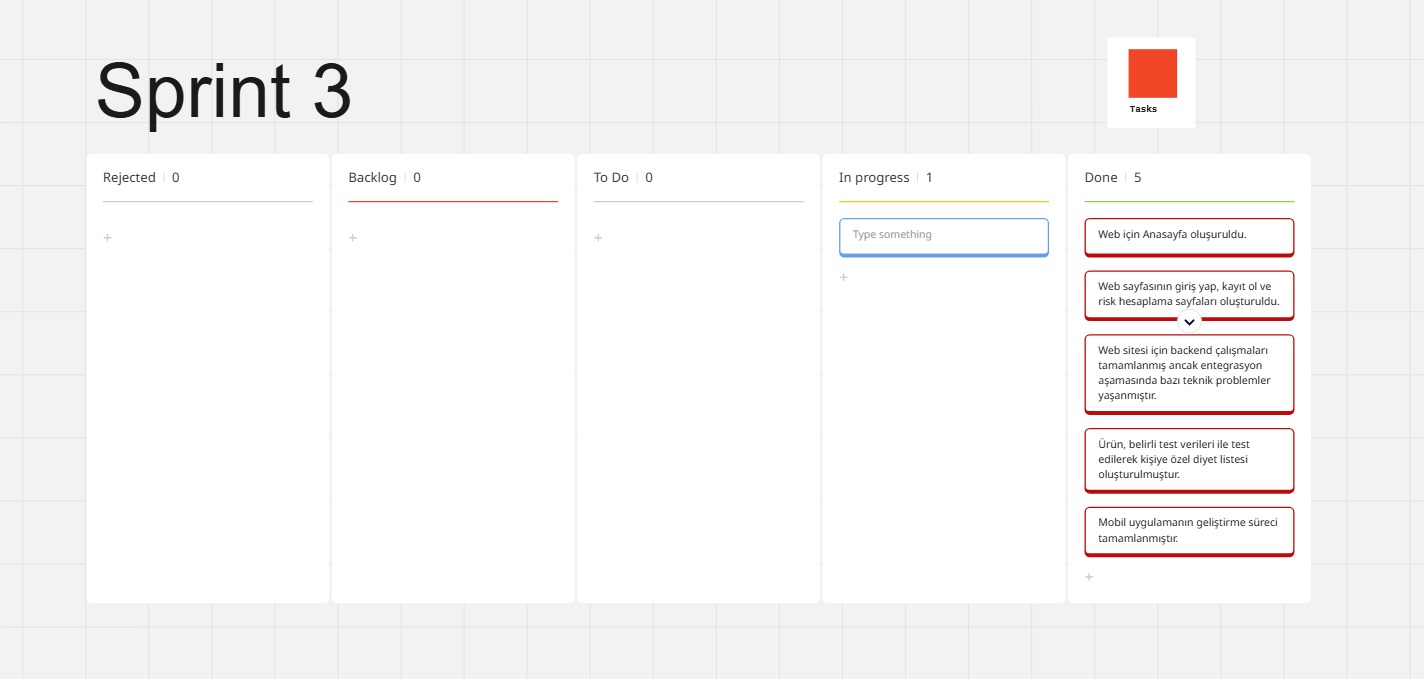 Sprint 3
Tasks
Rejected 0
Backlog 0
To Do 0
In progress 1
Type something
Done 5
Web için Anasayfa oluşuruldu.
Web sayfasının giriş yap, kayıt ol ve
risk hesaplama sayfaları oluşturuldu.
Web sitesi için backend çalışmaları
tamamlanmış ancak entegrasyon
aşamasında bazı teknik problemler
yaşanmıştır.
Ürün, belirli test verileri ile test
edilerek kişiye özel diyet listesi
oluşturulmuştur.
Mobil uygulamanın geliştirme süreci
tamamlanmıştır.